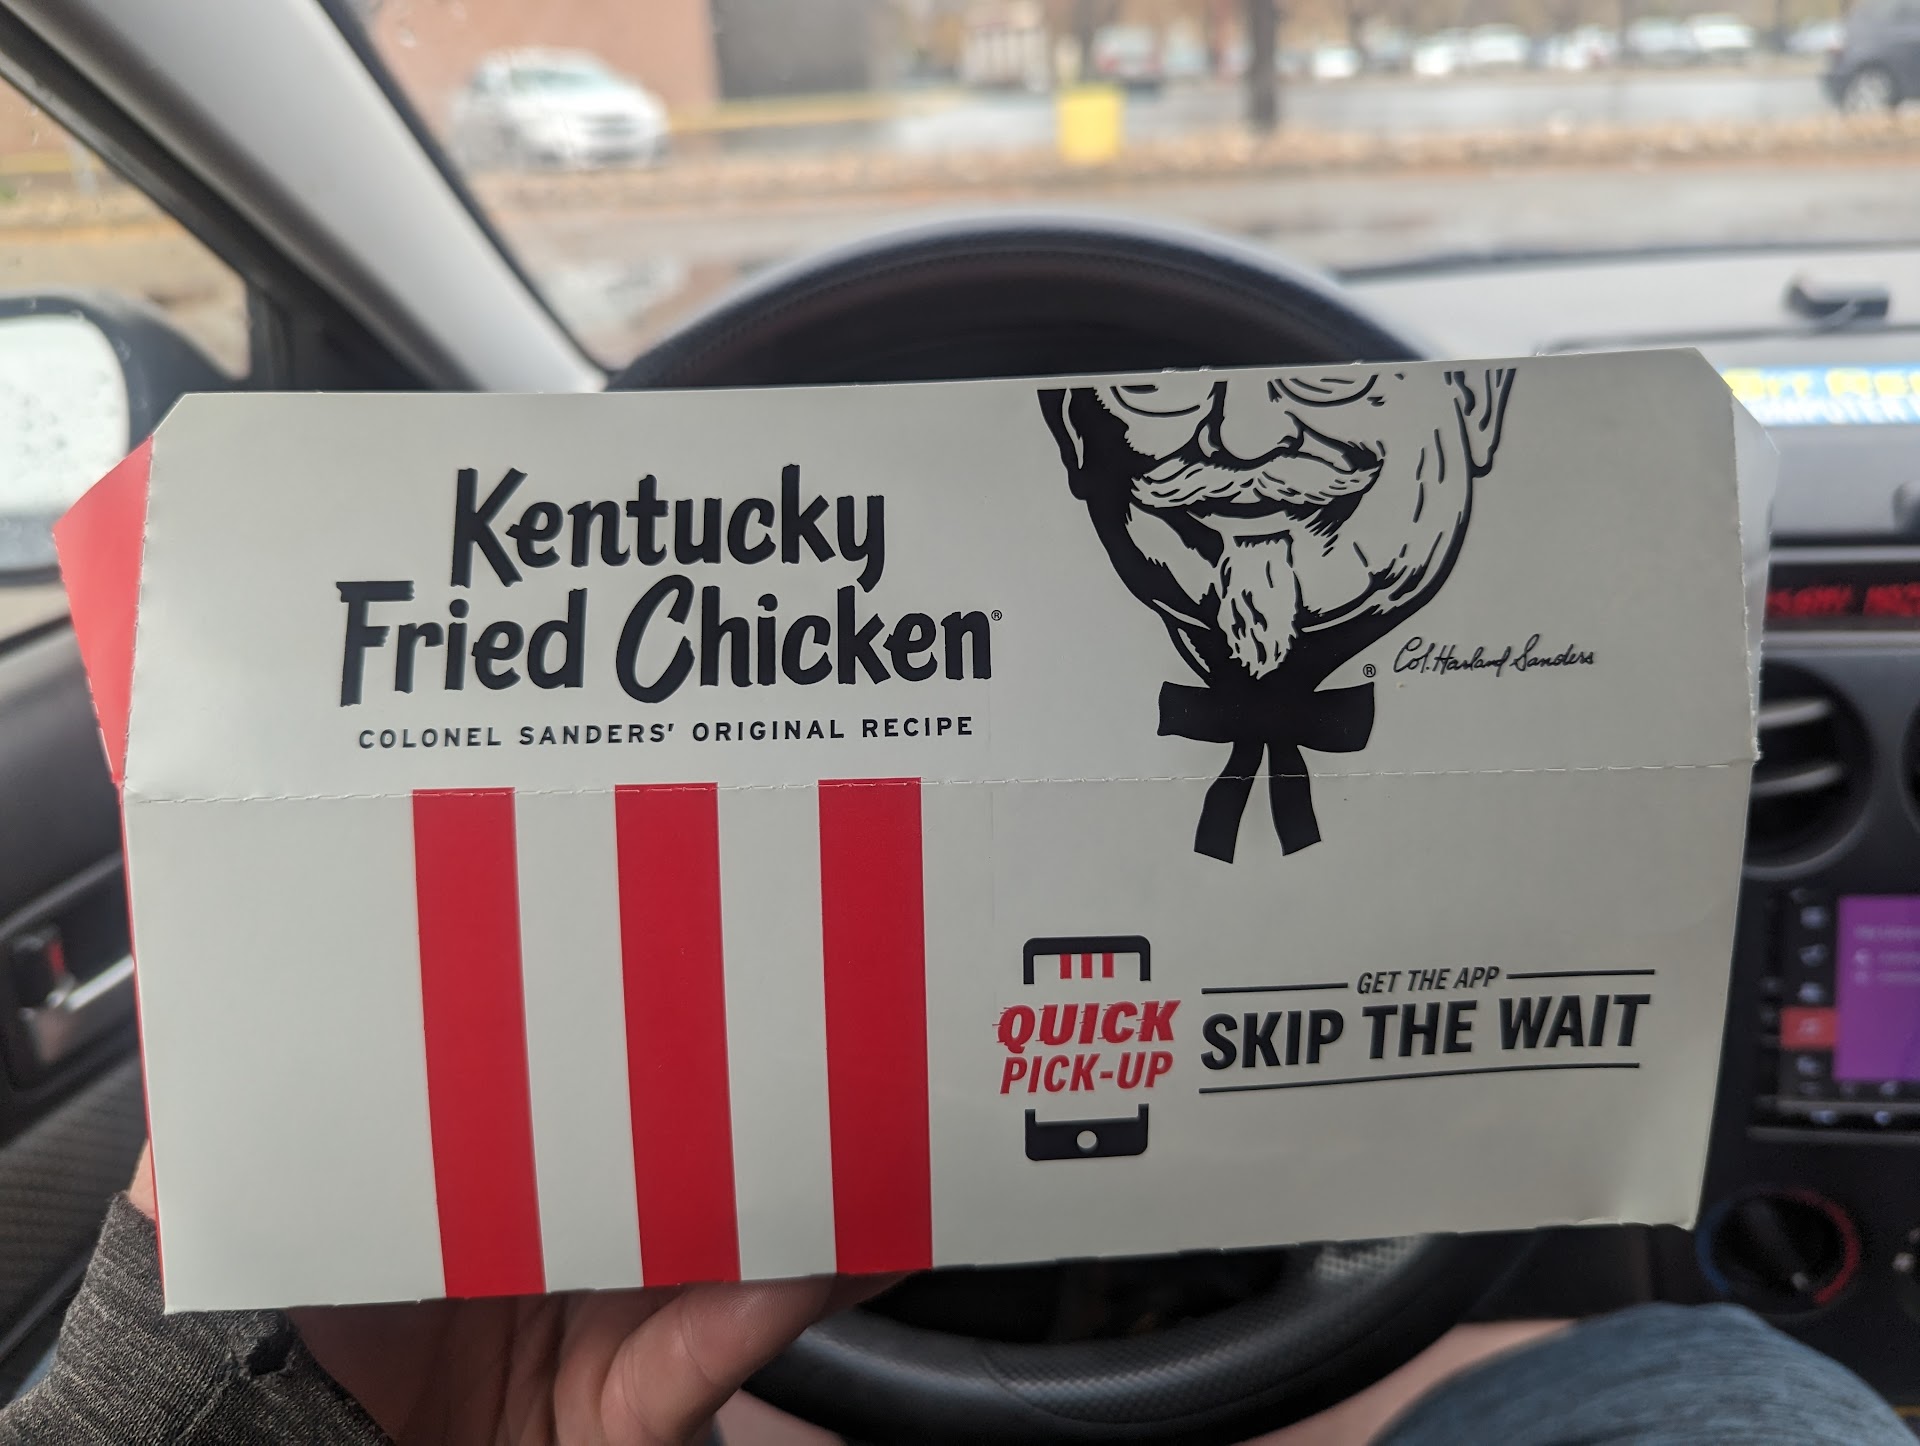 Kentucky
Fried Chicken®
COLONEL SANDERS' ORIGINAL RECIPE
® Col. Harland Sanders
QUICK
PICK-UP
GET THE APP
SKIP THE WAIT